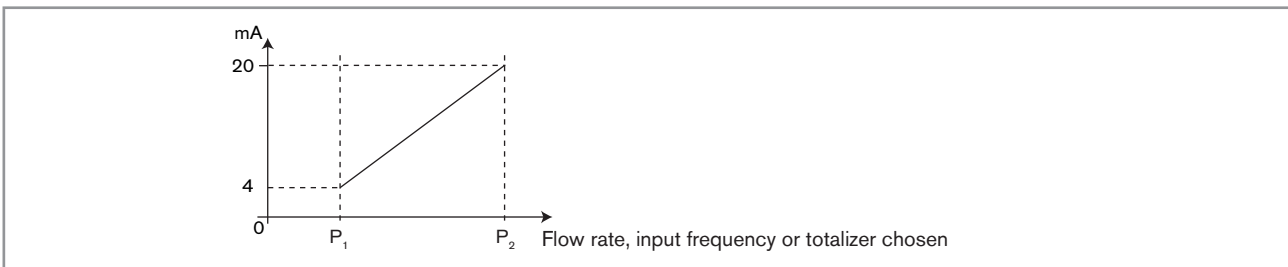 mA
20
4
0
P1
P2
Flow rate, input frequency or totalizer chosen